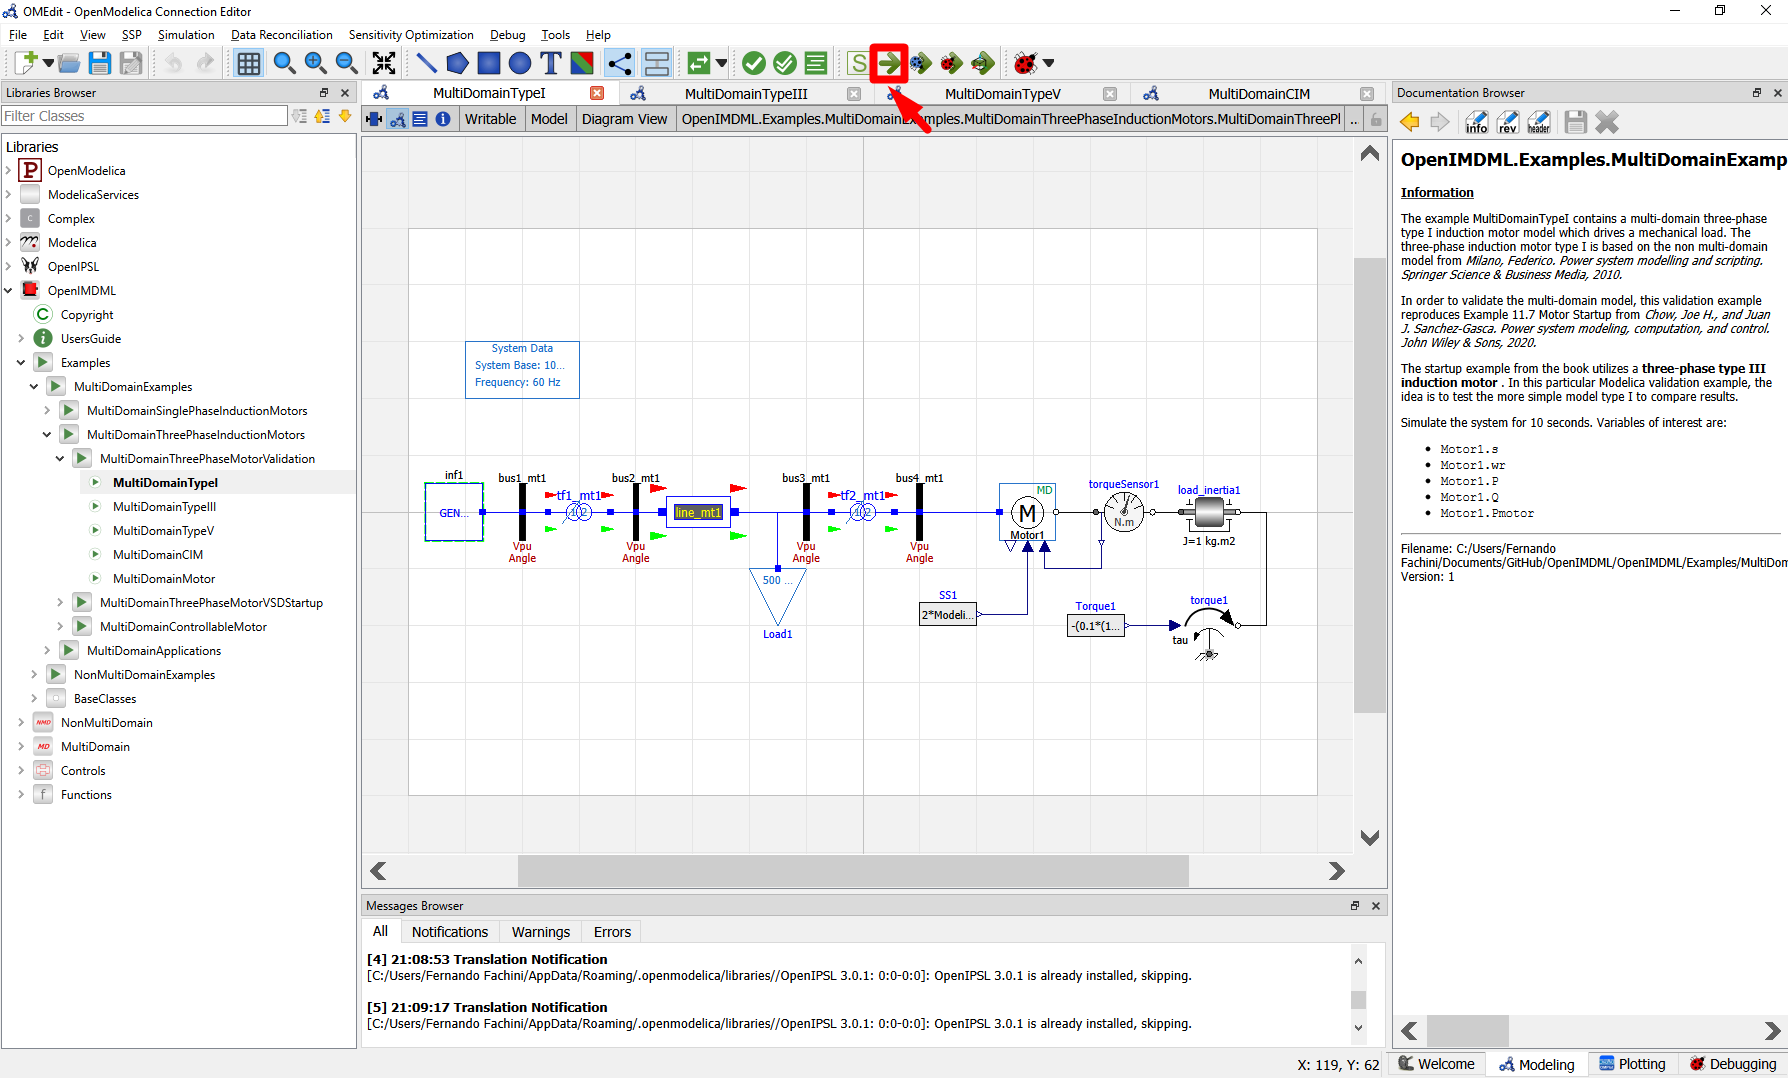 OMEdit - OpenModelica Connection Editor
File Edit View SSP Simulation Data Reconciliation Sensitivity Optimization Debug Tools Help
T
S
Libraries Browser
Filter Classes
Libraries
P OpenModelica
ModelicaServices
C Complex
Modelica
OpenIPSL
OpenIMDML
C Copyright
i UsersGuide
Examples
MultiDomainExamples
MultiDomainSinglePhaseInductionMotors
MultiDomainThreePhaseInductionMotors
MultiDomainThreePhaseMotorValidation
MultiDomainTypeI
MultiDomainTypeIII
MultiDomainTypeV
MultiDomainCIM
MultiDomainMotor
MultiDomainThreePhaseMotorVSDStartup
MultiDomainControllableMotor
MultiDomainApplications
NonMultiDomainExamples
BaseClasses
NMD NonMultiDomain
MD MultiDomain
Controls
f Functions
MultiDomainTypeI MultiDomainTypeIII MultiDomainTypeV MultiDomainCIM
Writable Model Diagram View OpenIMDML.Examples.MultiDomainExamples.MultiDomainThreePhaseInductionMotors.MultiDomainThreePl ..
System Data
System Base: 10...
Frequency: 60 Hz
inf1
GEN...
bus1_mt1
Vpu
Angle
tf1_mt1
1 2
bus2_mt1
Vpu
Angle
line_mt1
500 ...
Load1
bus3_mt1
Vpu
Angle
tf2_mt1
1 2
bus4_mt1
Vpu
Angle
MD
M
Motor1
torqueSensor1
N.m
load_inertia1
J=1 kg.m2
SS1
2*Modeli...
Torque1
-(0.1*(1...
torque1
tau
Messages Browser
All Notifications Warnings Errors
[4] 21:08:53 Translation Notification
[C:/Users/Fernando Fachini/AppData/Roaming/.openmodelica/libraries//OpenIPSL 3.0.1: 0:0-0:0]: OpenIPSL 3.0.1 is already installed, skipping.
[5] 21:09:17 Translation Notification
[C:/Users/Fernando Fachini/AppData/Roaming/.openmodelica/libraries//OpenIPSL 3.0.1: 0:0-0:0]: OpenIPSL 3.0.1 is already installed, skipping.
Documentation Browser
info rev header
OpenIMDML.Examples.MultiDomainExamp
Information
The example MultiDomainTypeI contains a multi-domain three-phase
type I induction motor model which drives a mechanical load. The
three-phase induction motor type I is based on the non multi-domain
model from Milano, Federico. Power system modelling and scripting.
Springer Science & Business Media, 2010.
In order to validate the multi-domain model, this validation example
reproduces Example 11.7 Motor Startup from Chow, Joe H., and Juan
J. Sanchez-Gasca. Power system modeling, computation, and control.
John Wiley & Sons, 2020.
The startup example from the book utilizes a three-phase type III
induction motor . In this particular Modelica validation example, the
idea is to test the more simple model type I to compare results.
Simulate the system for 10 seconds. Variables of interest are:
• Motor1.s
• Motor1.wr
• Motor1.P
• Motor1.Q
• Motor1.Pmotor
Filename: C:/Users/Fernando
Fachini/Documents/GitHub/OpenIMDML/OpenIMDML/Examples/MultiDom
Version: 1
X: 119, Y: 62 Welcome Modeling Plotting Debugging